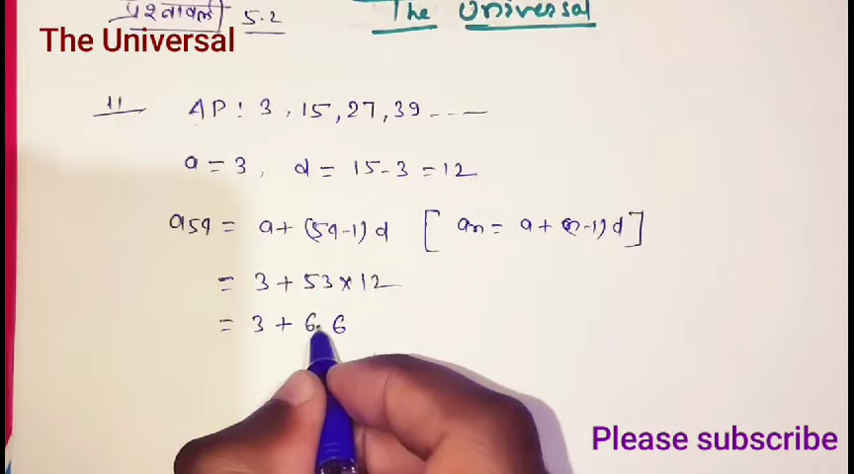 प्रश्नावली 5.2
The Universal
The Universal
11 AP: 3, 15, 27, 39 - - —
a = 3, d = 15 - 3 = 12
a54 = a + (54-1)d [ an = a + (n-1)d ]
= 3 + 53 × 12
= 3 + 6 6
Please subscribe